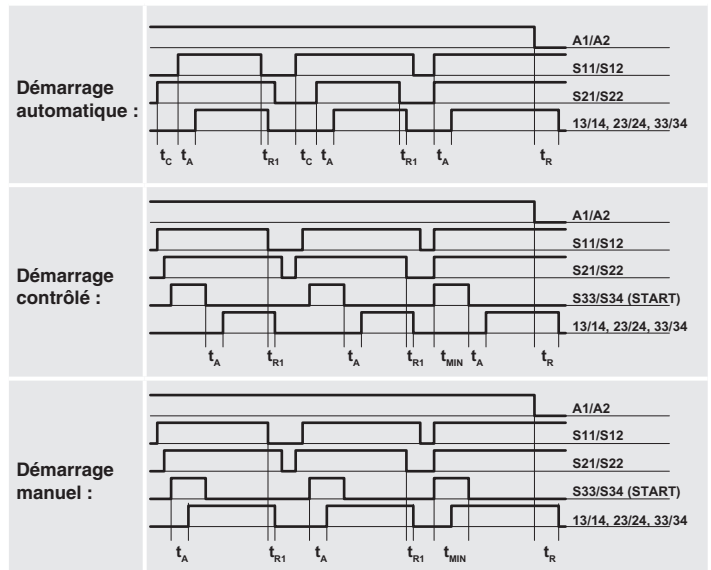 Démarrage
automatique :
A1/A2
S11/S12
S21/S22
13/14, 23/24, 33/34
tC tA tR1 tC tA tR1 tA tR
Démarrage
contrôlé :
A1/A2
S11/S12
S21/S22
S33/S34 (START)
13/14, 23/24, 33/34
tA tR1 tA tR1 tMIN tA tR
Démarrage
manuel :
A1/A2
S11/S12
S21/S22
S33/S34 (START)
13/14, 23/24, 33/34
tA tR1 tA tR1 tMIN tR